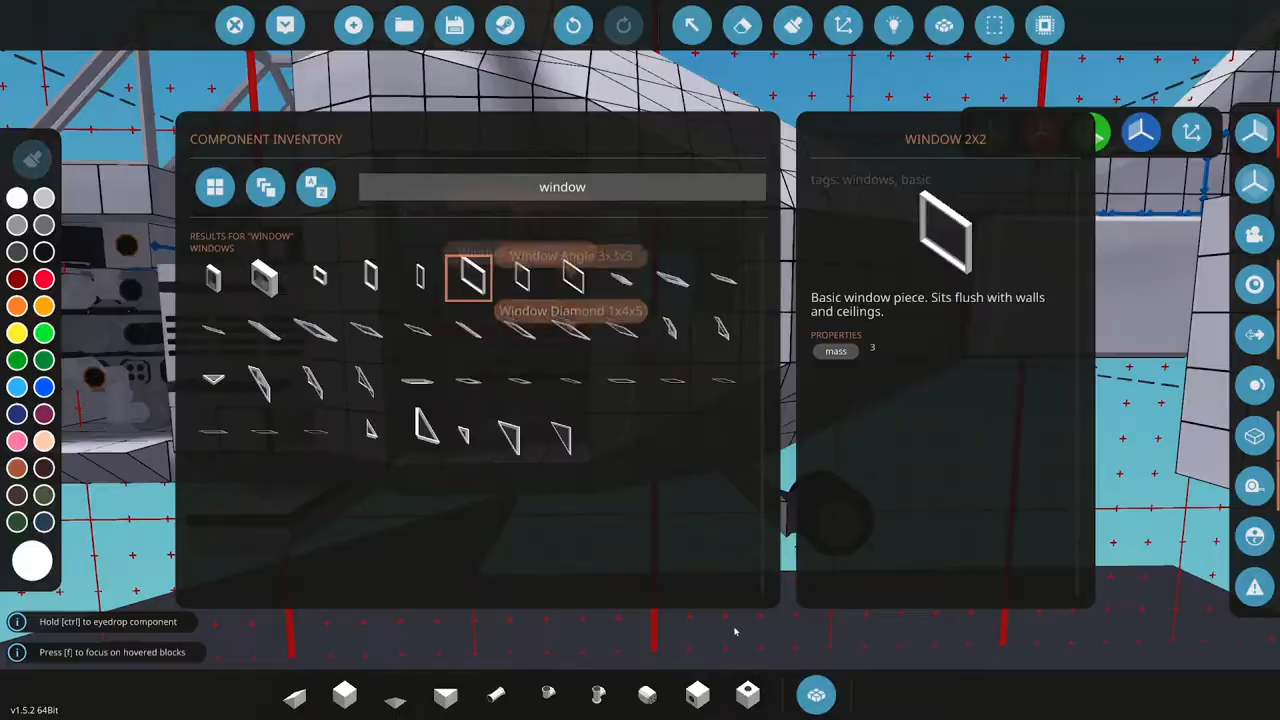 COMPONENT INVENTORY
window
RESULTS FOR "WINDOW"
WINDOWS
Window Angle 3x3x3
Window Diamond 1x4x5
WINDOW 2X2
tags: windows, basic
Basic window piece. Sits flush with walls
and ceilings.
PROPERTIES
mass 3
Hold [ctrl] to eyedrop component
Press [f] to focus on hovered blocks
v1.5.2 64Bit